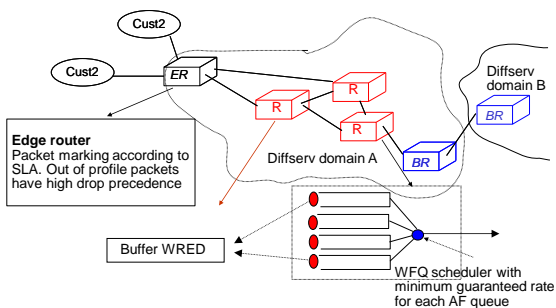 Cust2
Cust2
ER
R
R
R
BR
Diffserv
domain B
BR
Edge router
Packet marking according to
SLA. Out of profile packets
have high drop precedence
Diffserv domain A
Buffer WRED
WFQ scheduler with
minimum guaranteed rate
for each AF queue